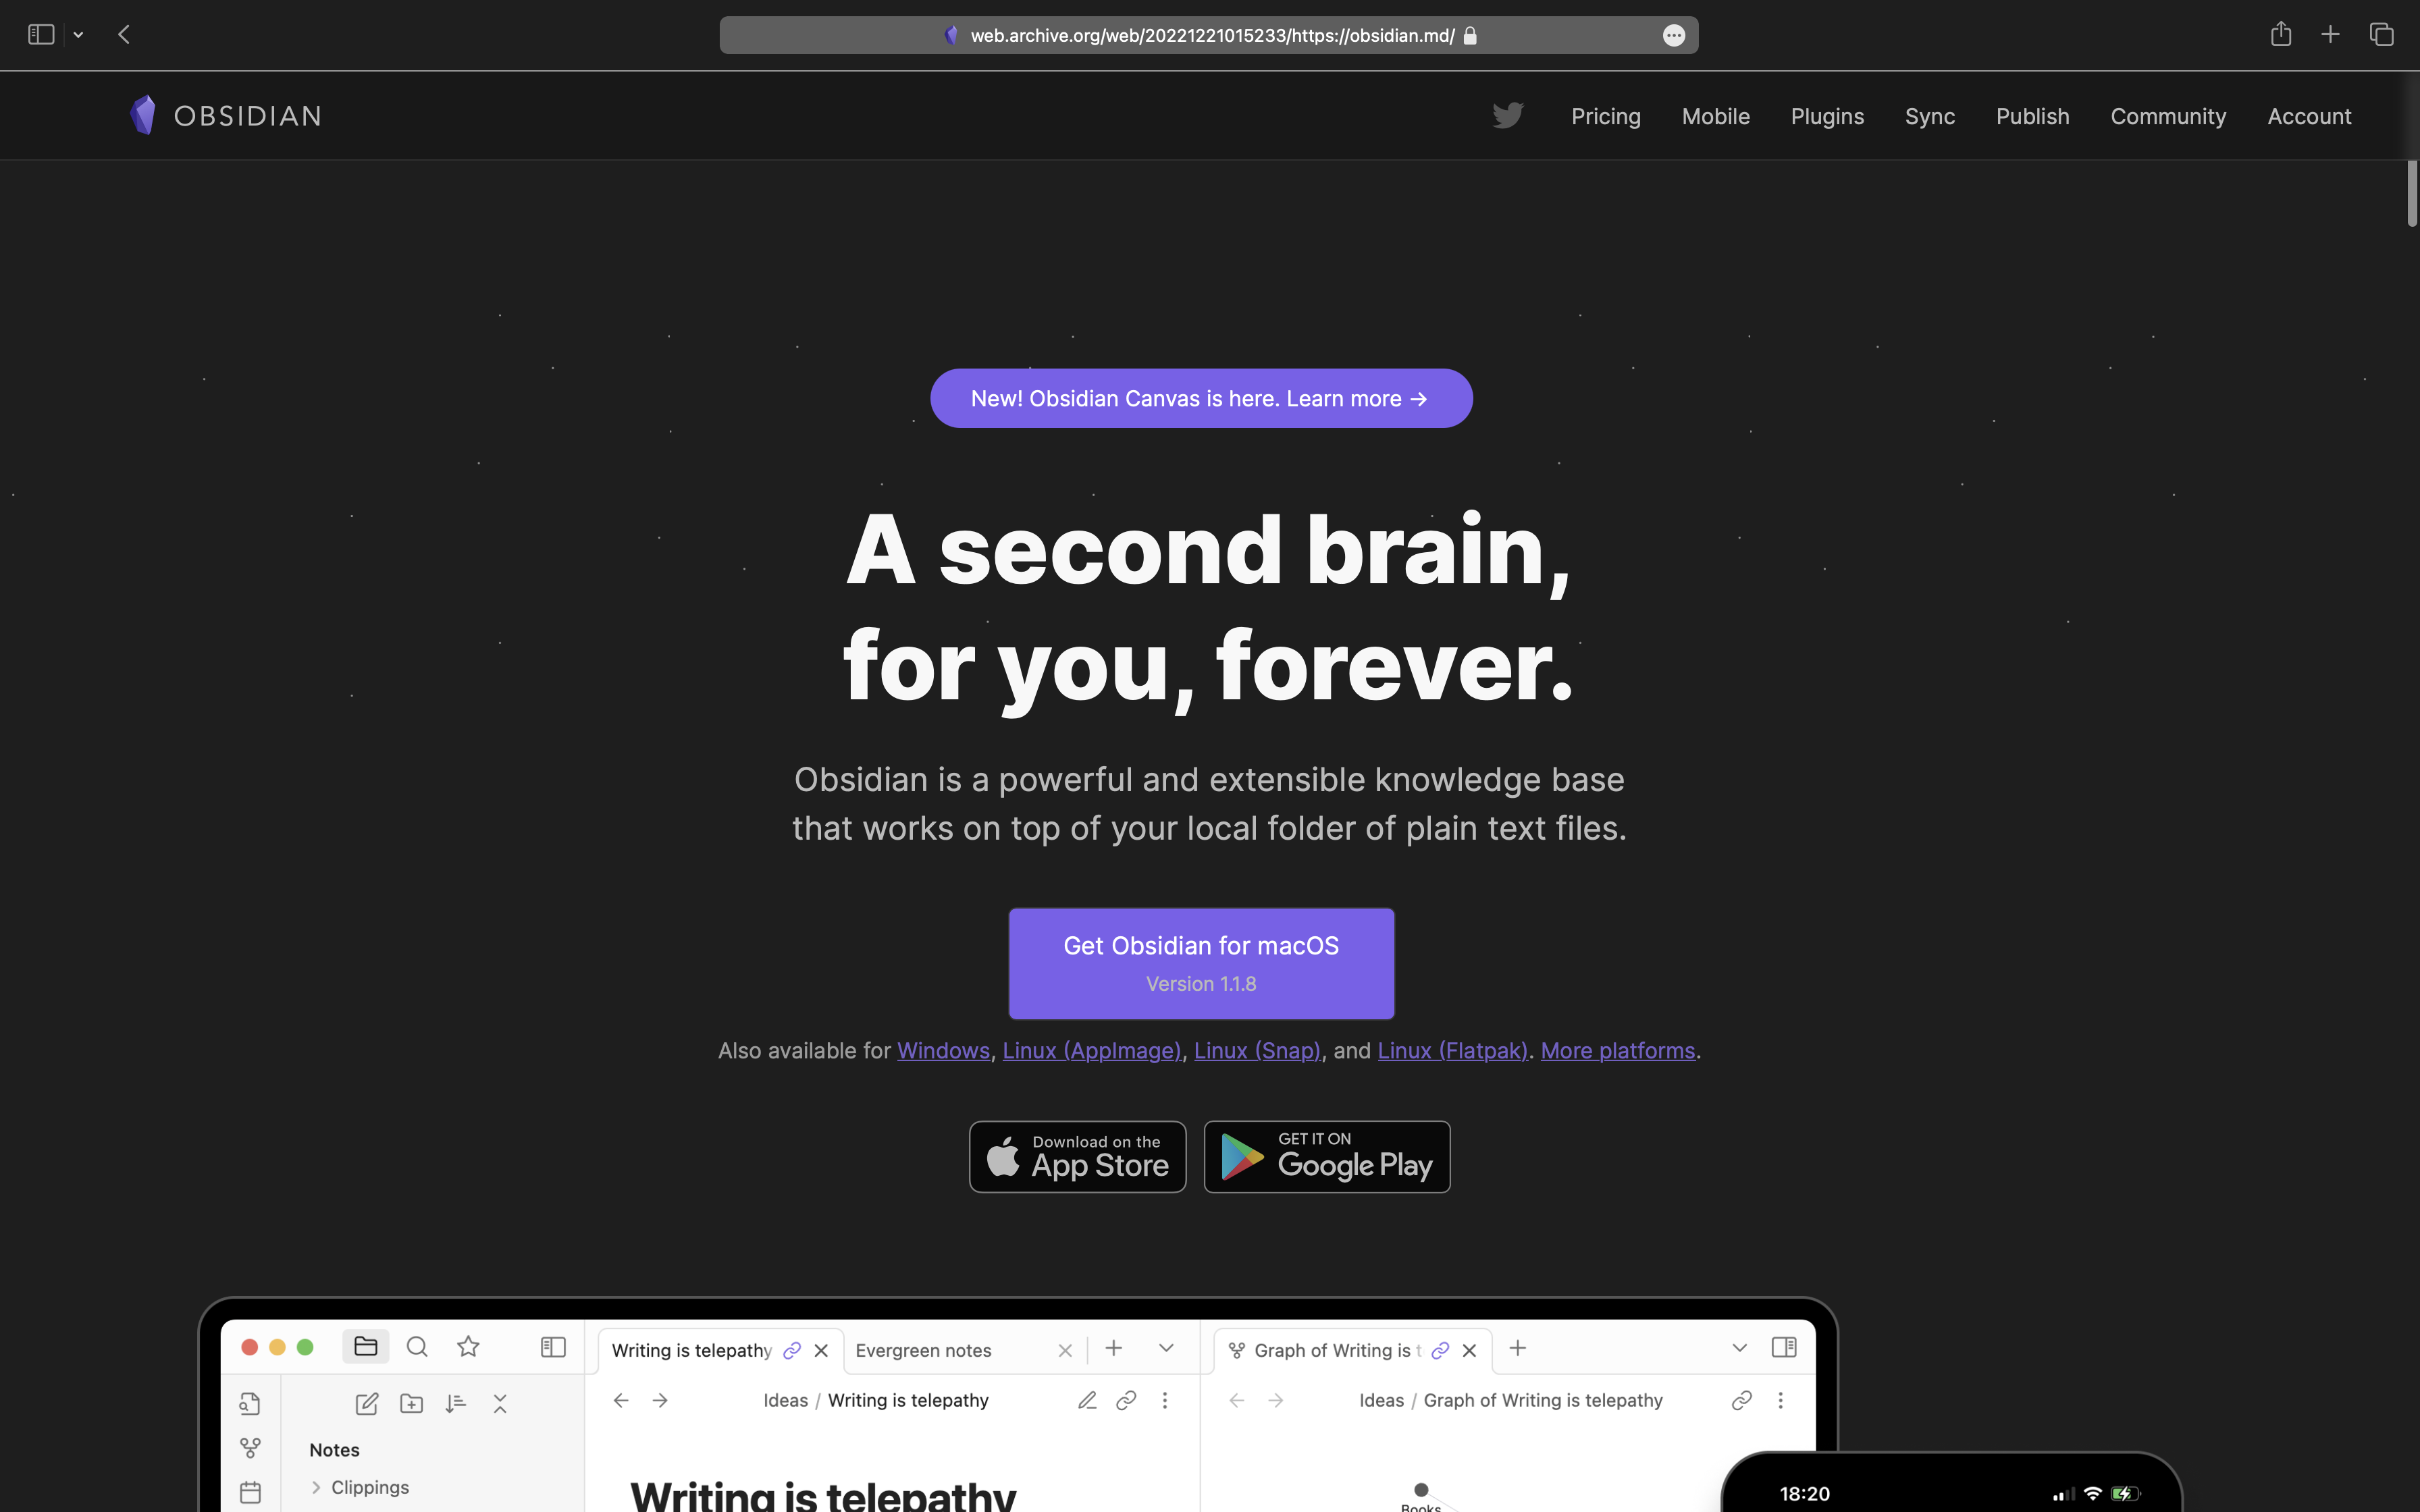 web.archive.org/web/20221221015233/https://obsidian.md/
OBSIDIAN
Pricing
Mobile
Plugins
Sync
Publish
Community
Account
New! Obsidian Canvas is here. Learn more →
A second brain,
for you, forever.
Obsidian is a powerful and extensible knowledge base
that works on top of your local folder of plain text files.
Get Obsidian for macOS
Version 1.1.8
Also available for Windows, Linux (AppImage), Linux (Snap), and Linux (Flatpak). More platforms.
Download on the
App Store
GET IT ON
Google Play
Writing is telepathy
Evergreen notes
Graph of Writing is t
Ideas / Writing is telepathy
Ideas / Graph of Writing is telepathy
Notes
Clippings
Writing is telepathy
Books
18:20